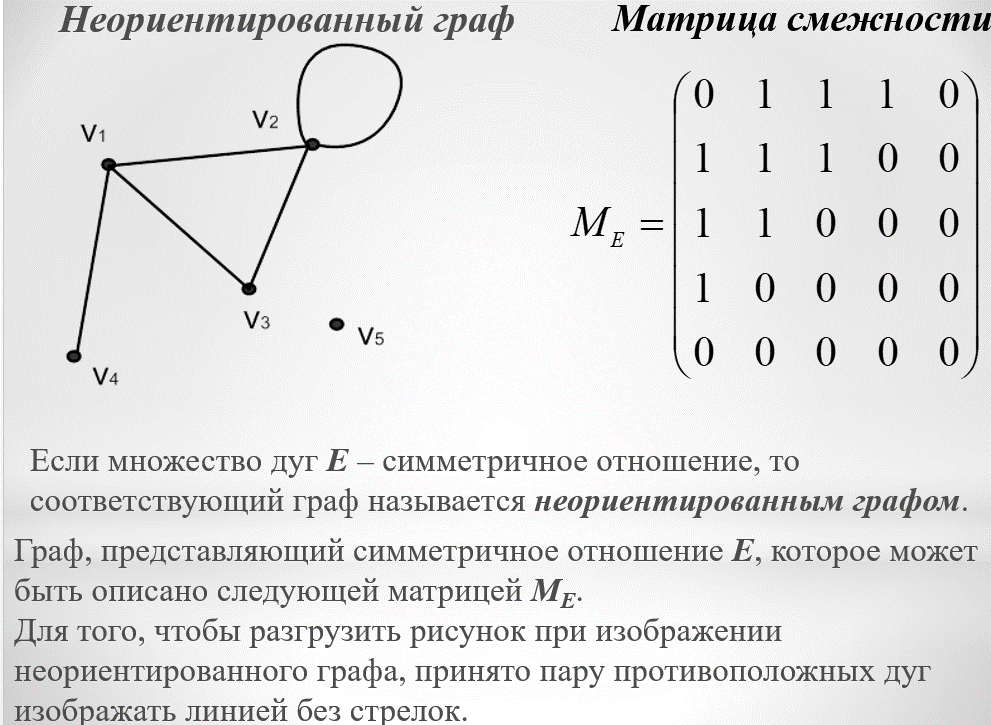 Неориентированный граф
Матрица смежности
V1
V2
V3
V4
V5
M_E =
0 1 1 1 0
1 1 1 0 0
1 1 0 0 0
1 0 0 0 0
0 0 0 0 0
Если множество дуг E – симметричное отношение, то
соответствующий граф называется неориентированным графом.
Граф, представляющий симметричное отношение E, которое может
быть описано следующей матрицей M_E.
Для того, чтобы разгрузить рисунок при изображении
неориентированного графа, принято пару противоположных дуг
изображать линией без стрелок.